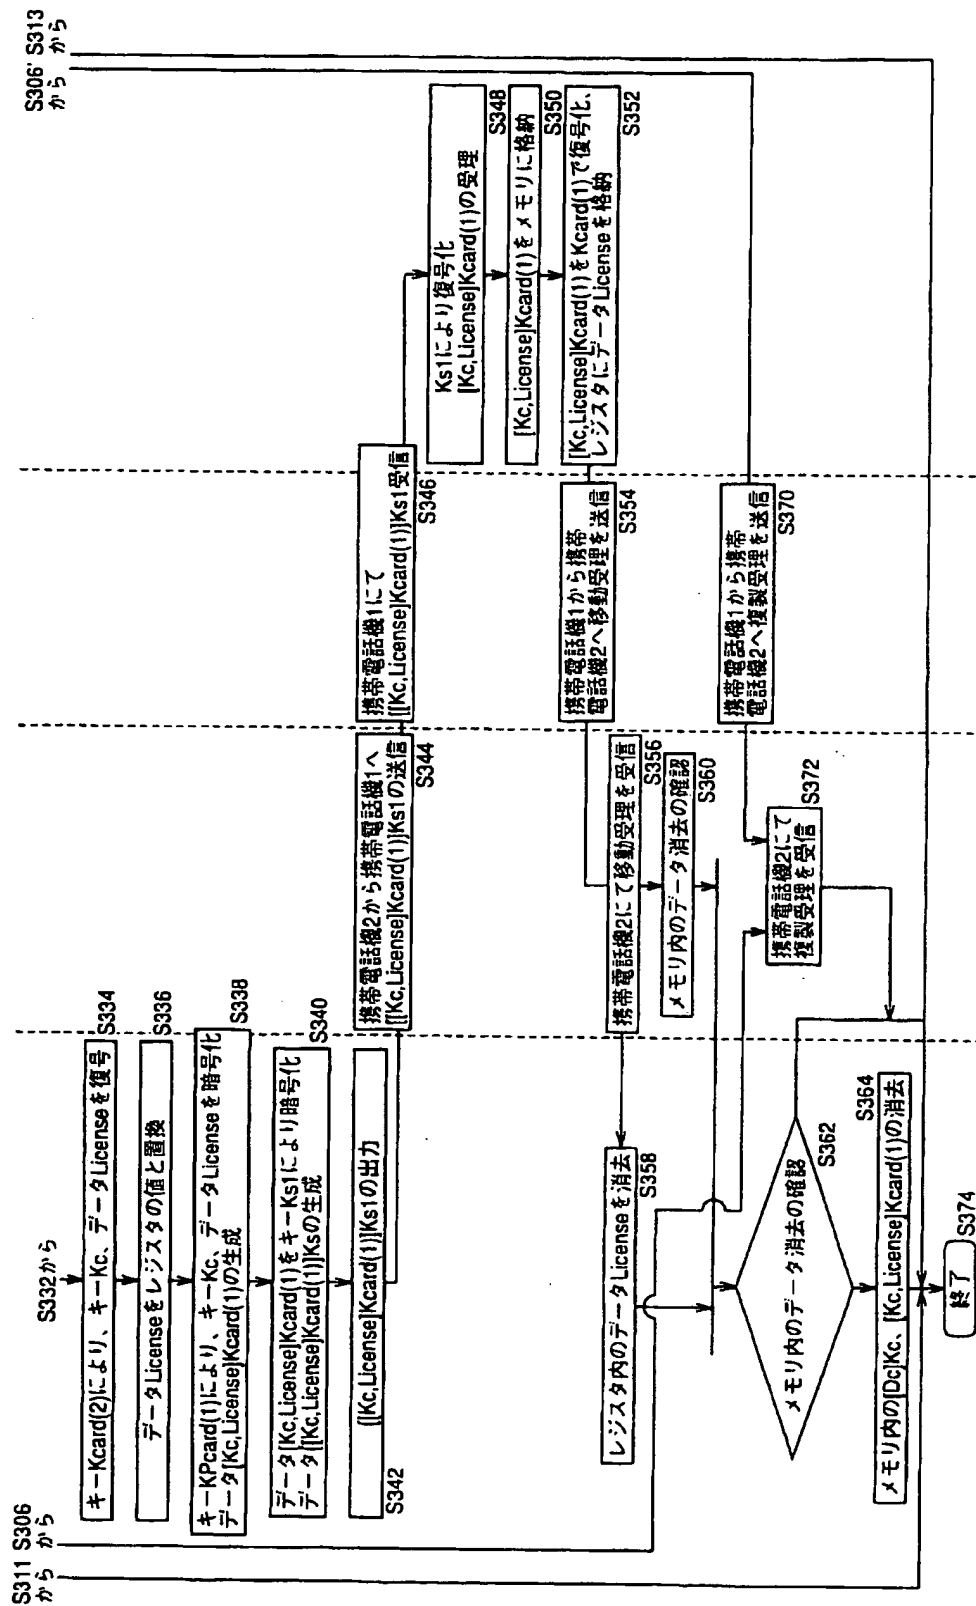 S311 から
S306 から
S332から
S306' から
S313 から
キーKcard(2)により、キーKc、データLicenseを復号
S334
データLicenseをレジスタの値と置換
S336
キーKPcard(1)により、キーKc、データLicenseを暗号化
データ[Kc,License]Kcard(1)の生成
S338
データ[Kc,License]Kcard(1)をキーKs1により暗号化
データ[[Kc,License]Kcard(1)]Ksの生成
S340
[[Kc,License]Kcard(1)]Ks1の出力
S342
携帯電話機2から携帯電話機1へ
[[Kc,License]Kcard(1)]Ks1の送信
S344
携帯電話機1にて
[[Kc,License]Kcard(1)]Ks1受信
S346
Ks1により復号化
[Kc,License]Kcard(1)の受理
S348
[Kc,License]Kcard(1)をメモリに格納
S350
[Kc,License]Kcard(1)をKcard(1)で復号化、
レジスタにデータLicenseを格納
S352
携帯電話機1から携帯
電話機2へ移動受理を送信
S354
携帯電話機2にて移動受理を受信
S356
レジスタ内のデータLicenseを消去
S358
メモリ内のデータ消去の確認
S360
メモリ内のデータ消去の確認
S362
メモリ内の[Dc]Kc、[Kc,License]Kcard(1)の消去
S364
携帯電話機1から携帯
電話機2へ複製受理を送信
S370
携帯電話機2にて
複製受理を受信
S372
終了
S374